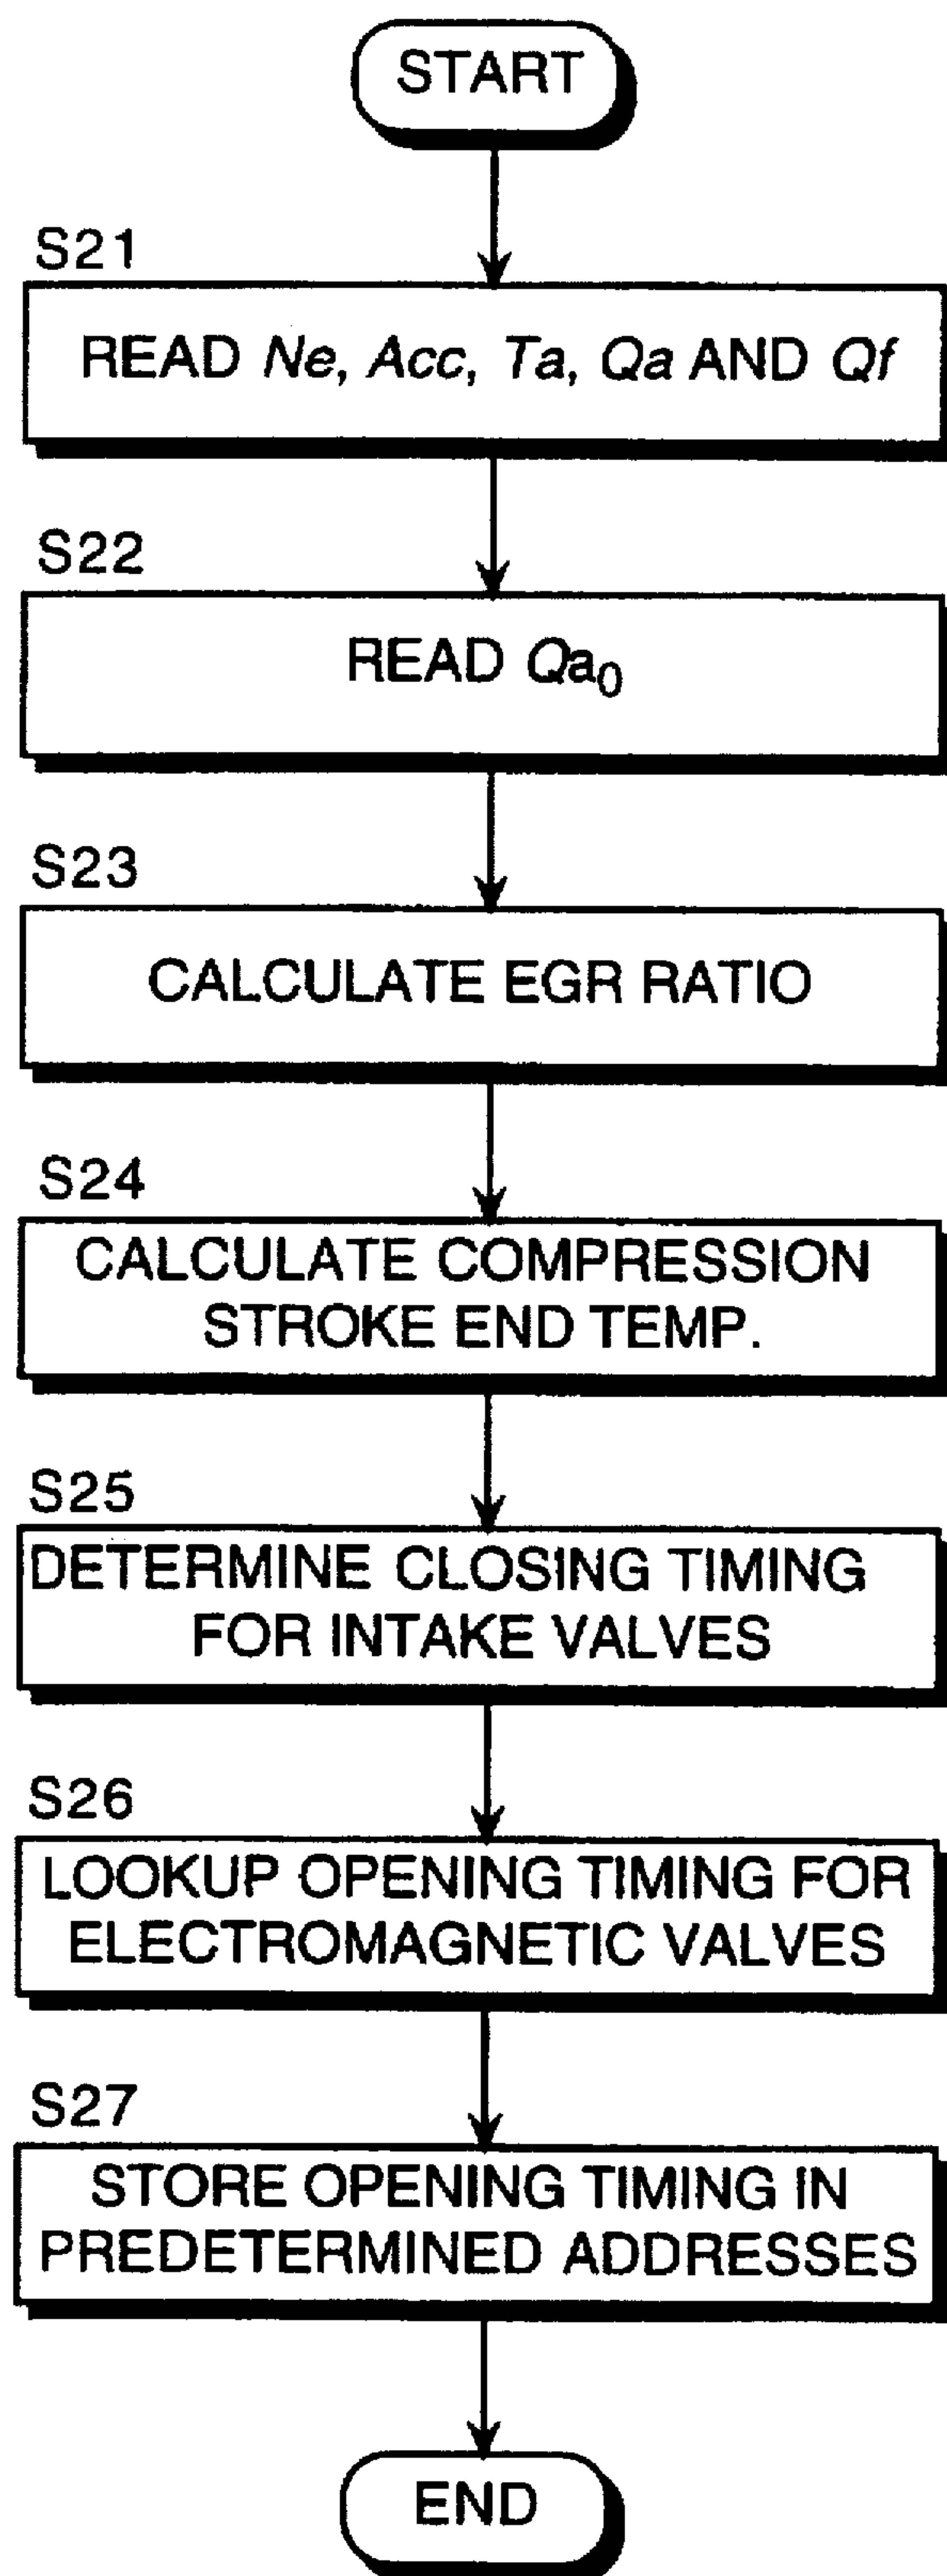 START
S21
READ Ne, Acc, Ta, Qa AND Qf
S22
READ Qa₀
S23
CALCULATE EGR RATIO
S24
CALCULATE COMPRESSION
STROKE END TEMP.
S25
DETERMINE CLOSING TIMING
FOR INTAKE VALVES
S26
LOOKUP OPENING TIMING FOR
ELECTROMAGNETIC VALVES
S27
STORE OPENING TIMING IN
PREDETERMINED ADDRESSES
END